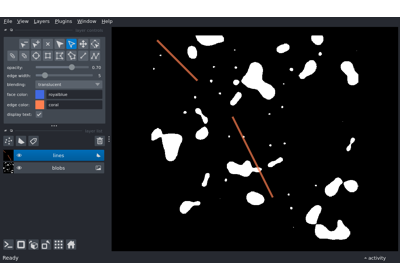 File View Layers Plugins Window Help
opacity: 0.70
edge width: 5
blending: translucent
face color: royalblue
edge color: coral
display text:
lines
blobs
Ready
activity